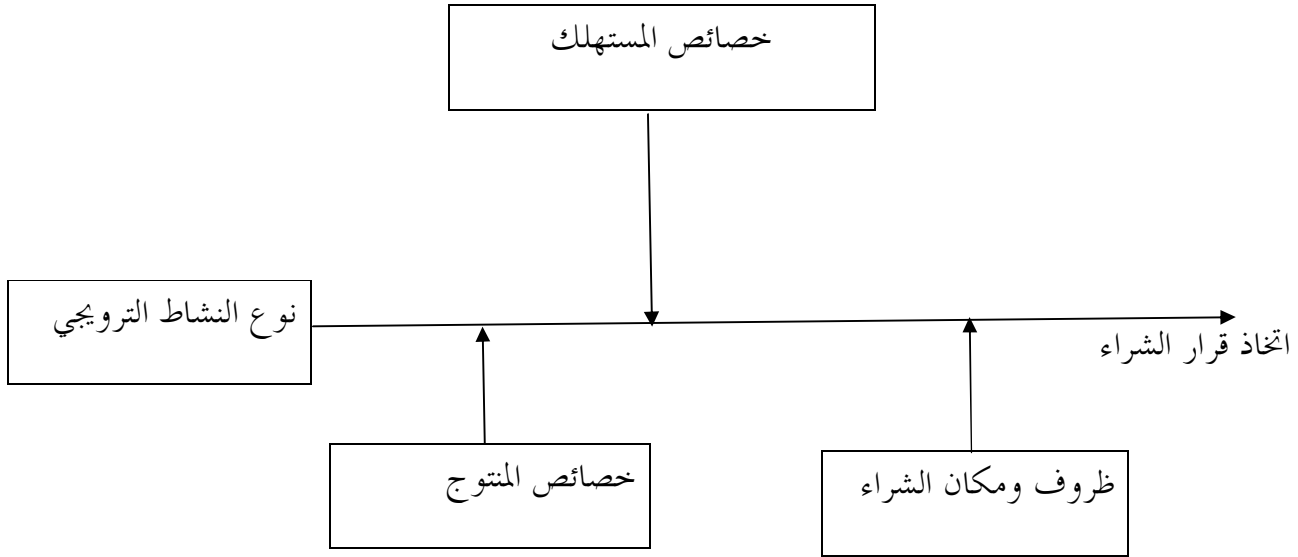 خصائص المستهلك
نوع النشاط الترويجي
اتخاذ قرار الشراء
خصائص المنتوج
ظروف ومكان الشراء